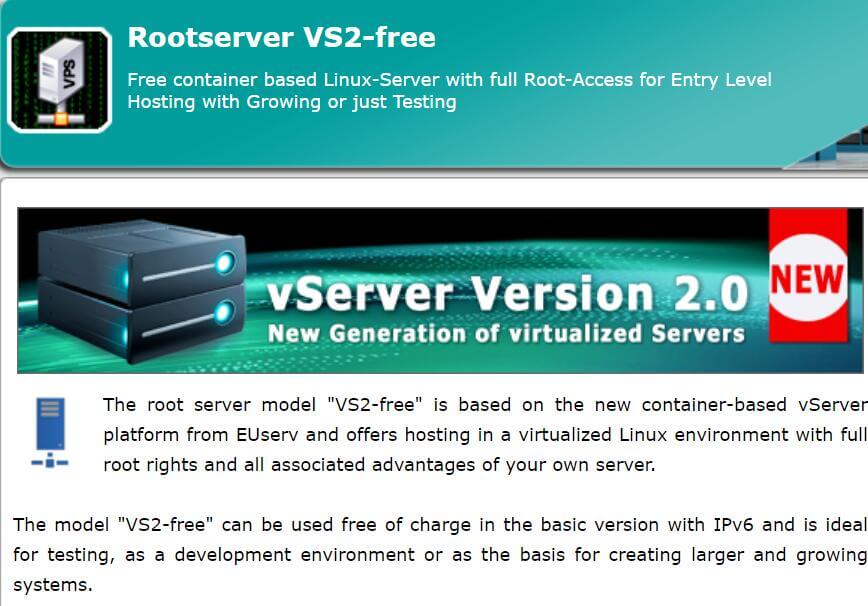 Rootserver VS2-free
VPS
Free container based Linux-Server with full Root-Access for Entry Level
Hosting with Growing or just Testing
NEW
vServer Version 2.0
New Generation of virtualized Servers
The root server model "VS2-free" is based on the new container-based vServer
platform from EUserv and offers hosting in a virtualized Linux environment with full
root rights and all associated advantages of your own server.
The model "VS2-free" can be used free of charge in the basic version with IPv6 and is ideal
for testing, as a development environment or as the basis for creating larger and growing
systems.